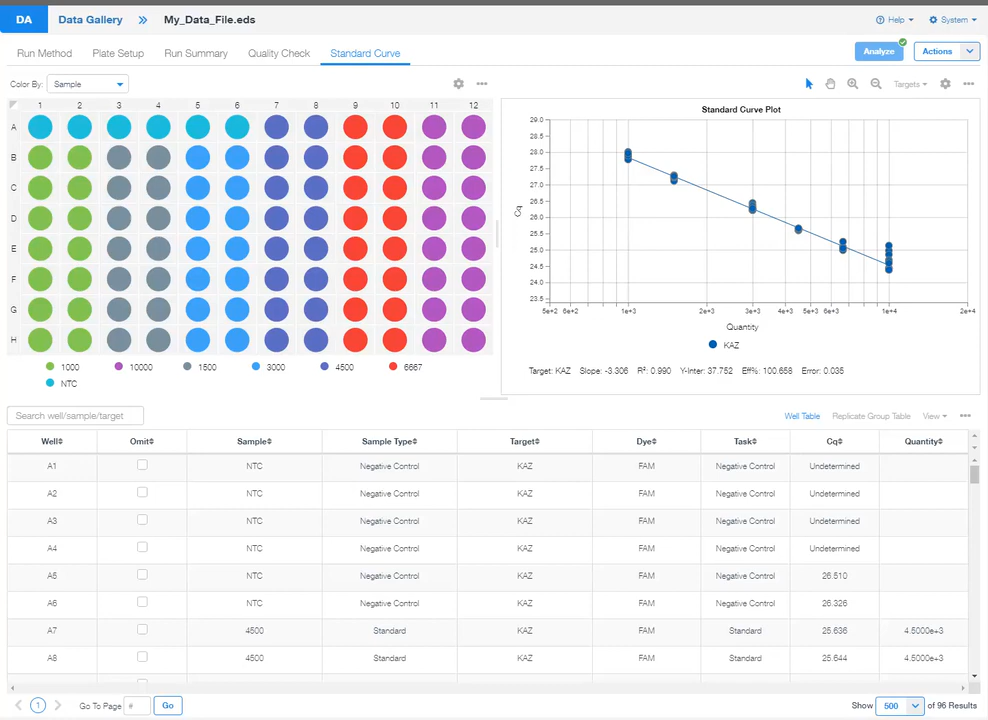 DA Data Gallery » My_Data_File.eds Help System
Run Method Plate Setup Run Summary Quality Check Standard Curve Analyze Actions
Color By: Sample Targets
1 2 3 4 5 6 7 8 9 10 11 12
A
B
C
D
E
F
G
H
1000 10000 1500 3000 4500 6667
NTC
Standard Curve Plot
29.0
28.5
28.0
27.5
27.0
26.5
26.0
25.5
25.0
24.5
24.0
23.5
Cq
5e+2 6e+2 1e+3 2e+3 3e+3 4e+3 5e+3 6e+3 1e+4 2e+4
Quantity
KAZ
Target: KAZ Slope: -3.306 R²: 0.990 Y-Inter: 37.752 Eff%: 100.658 Error: 0.035
Search well/sample/target Well Table Replicate Group Table View
Well Omit Sample Sample Type Target Dye Task Cq Quantity
A1 NTC Negative Control KAZ FAM Negative Control Undetermined
A2 NTC Negative Control KAZ FAM Negative Control Undetermined
A3 NTC Negative Control KAZ FAM Negative Control Undetermined
A4 NTC Negative Control KAZ FAM Negative Control Undetermined
A5 NTC Negative Control KAZ FAM Negative Control 26.510
A6 NTC Negative Control KAZ FAM Negative Control 26.326
A7 4500 Standard KAZ FAM Standard 25.636 4.5000e+3
A8 4500 Standard KAZ FAM Standard 25.644 4.5000e+3
1 Go To Page # Go Show 500 of 96 Results